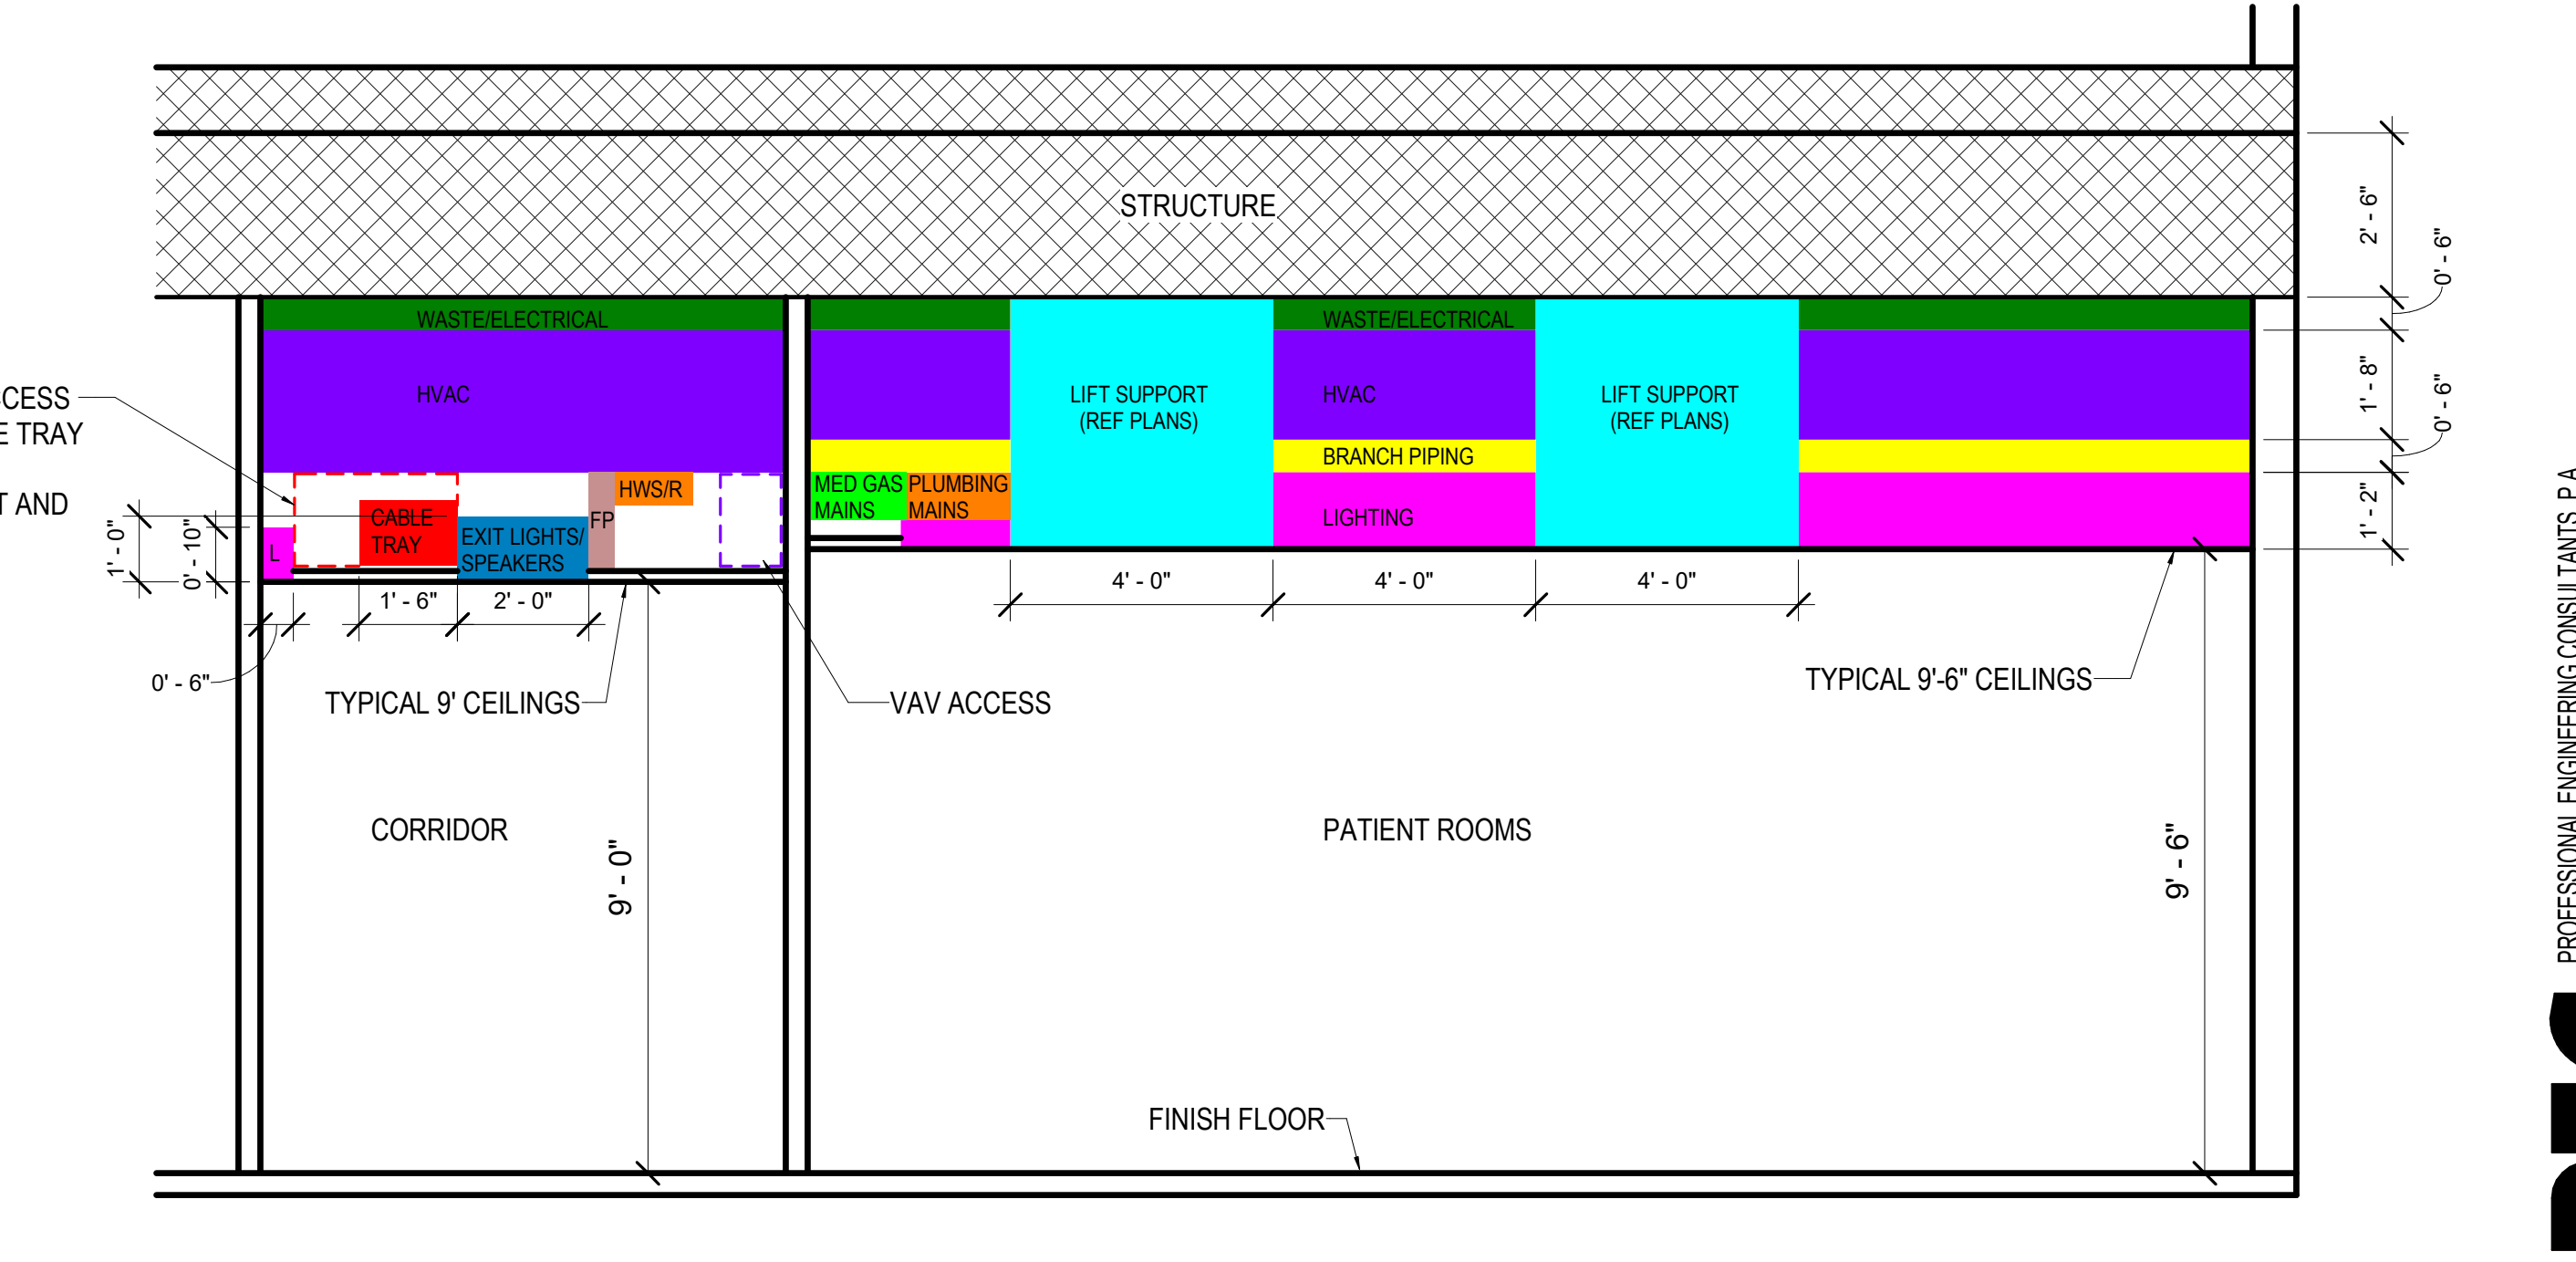 STRUCTURE
2' - 6"
0' - 6"
WASTE/ELECTRICAL
WASTE/ELECTRICAL
HVAC
LIFT SUPPORT
(REF PLANS)
HVAC
LIFT SUPPORT
(REF PLANS)
1' - 8"
0' - 6"
TRAY
BRANCH PIPING
AND
HWS/R
MED GAS
MAINS
PLUMBING
MAINS
1' - 0"
0' - 10"
L
CABLE
TRAY
EXIT LIGHTS/
SPEAKERS
FP
LIGHTING
1' - 2"
1' - 6"
2' - 0"
4' - 0"
4' - 0"
4' - 0"
0' - 6"
TYPICAL 9' CEILINGS
VAV ACCESS
TYPICAL 9'-6" CEILINGS
CORRIDOR
9' - 0"
PATIENT ROOMS
9' - 6"
FINISH FLOOR
PROFESSIONAL ENGINEERING CONSULTANTS P.A.